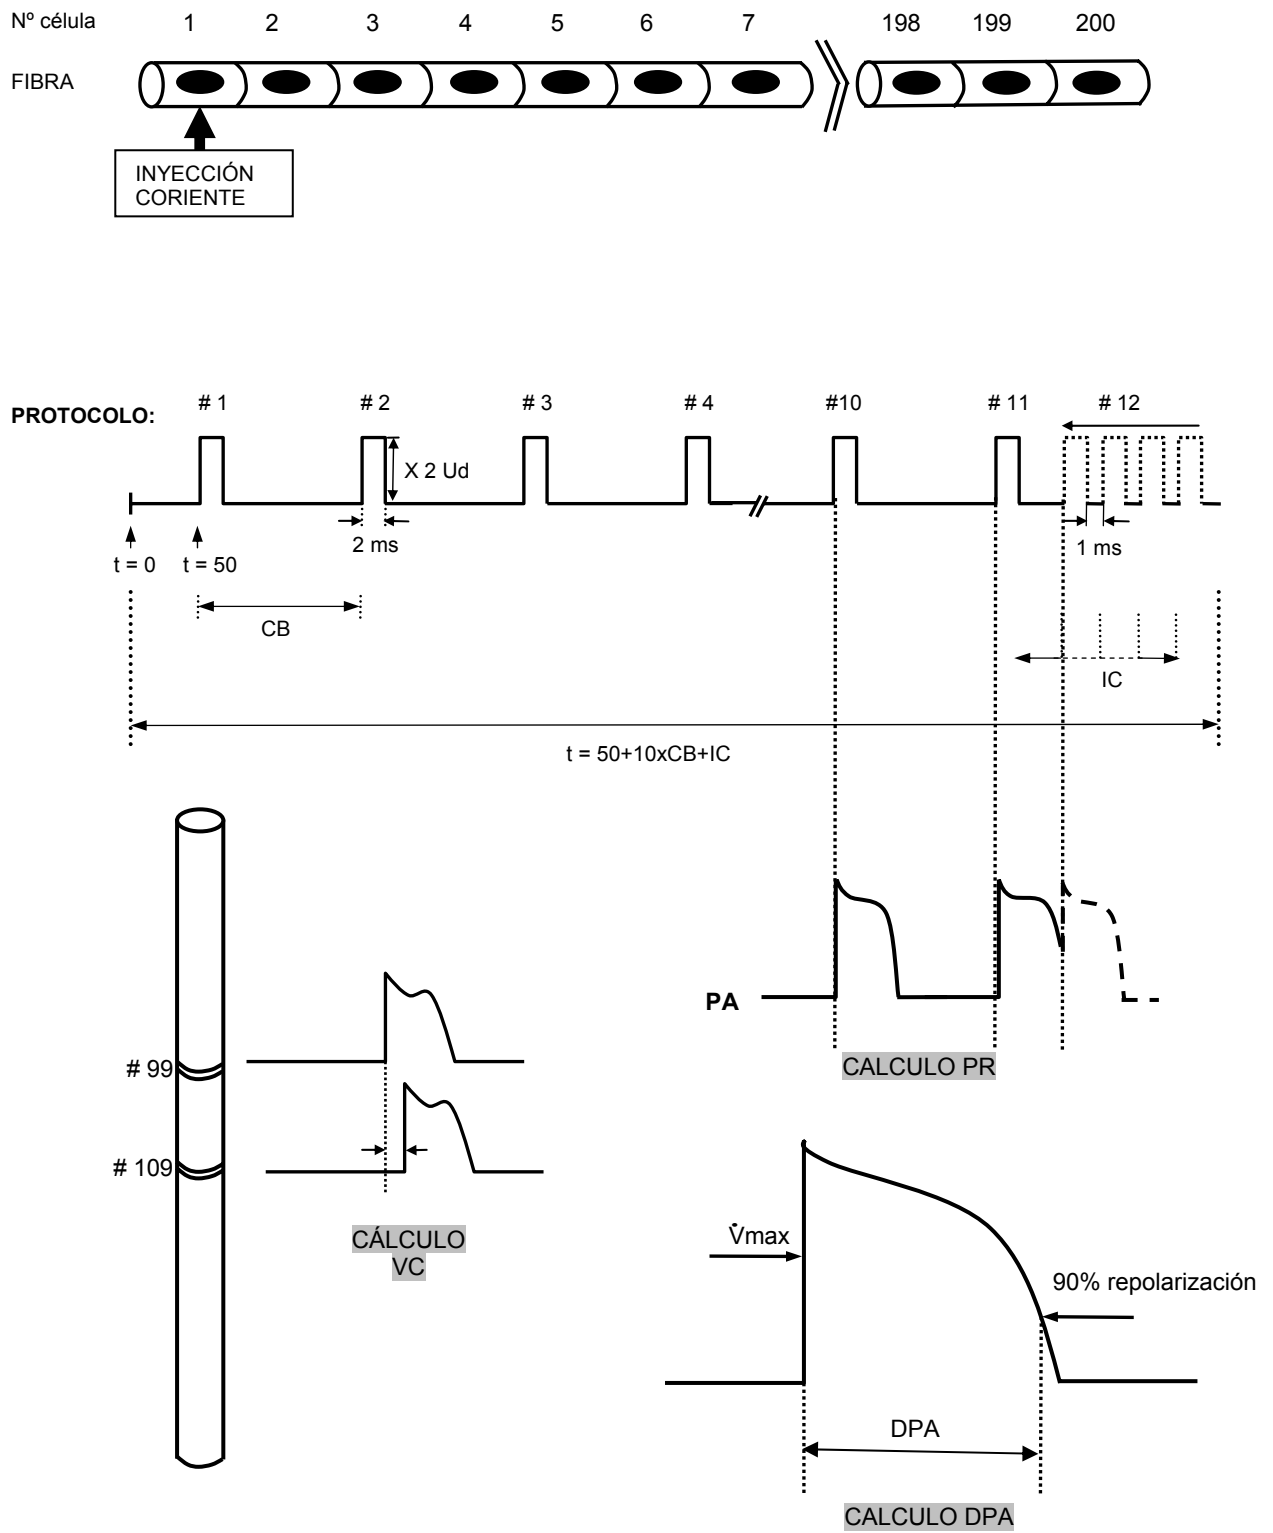 Nº célula 1 2 3 4 5 6 7 198 199 200
FIBRA
INYECCIÓN
CORIENTE
PROTOCOLO: # 1 # 2 # 3 # 4 #10 # 11 # 12
X 2 Ud
2 ms
1 ms
t = 0 t = 50
CB
IC
t = 50+10xCB+IC
PA
# 99
CALCULO PR
# 109
CÁLCULO
VC
V̇max
90% repolarización
DPA
CALCULO DPA